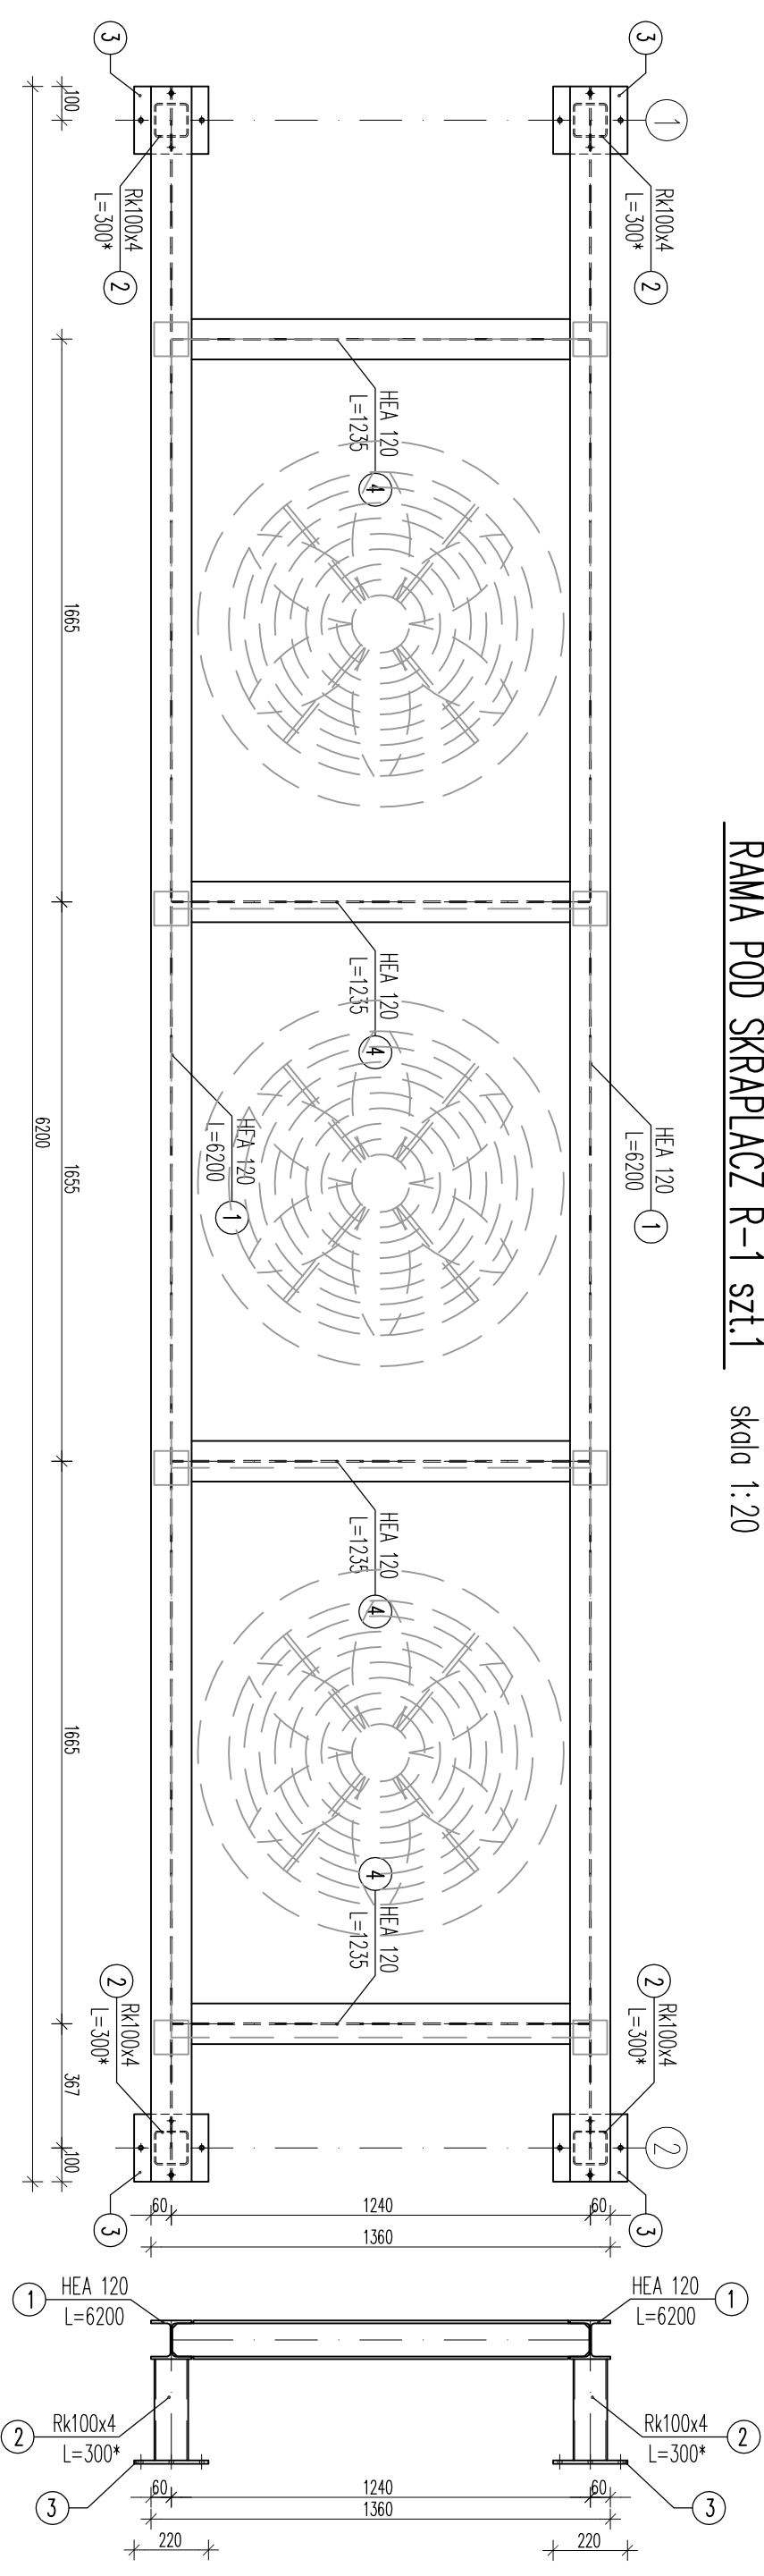 RAMA POD SKRAPLACZ R-1 szt.1 skala 1:20
3
3
1
100
Rk100x4
L=300*
2
Rk100x4
L=300*
2
HEA 120
L=1235
4
1665
HEA 120
L=1235
4
HEA 120
L=6200
1
HEA 120
L=6200
1
6200
1655
HEA 120
L=1235
4
1665
4
HEA 120
L=1235
2
Rk100x4
L=300*
2
Rk100x4
L=300*
367
2
100
3
3
60
1240
60
1360
1
HEA 120
L=6200
HEA 120
L=6200
1
2
Rk100x4
L=300*
Rk100x4
L=300*
2
3
3
60
1240
60
1360
220
220